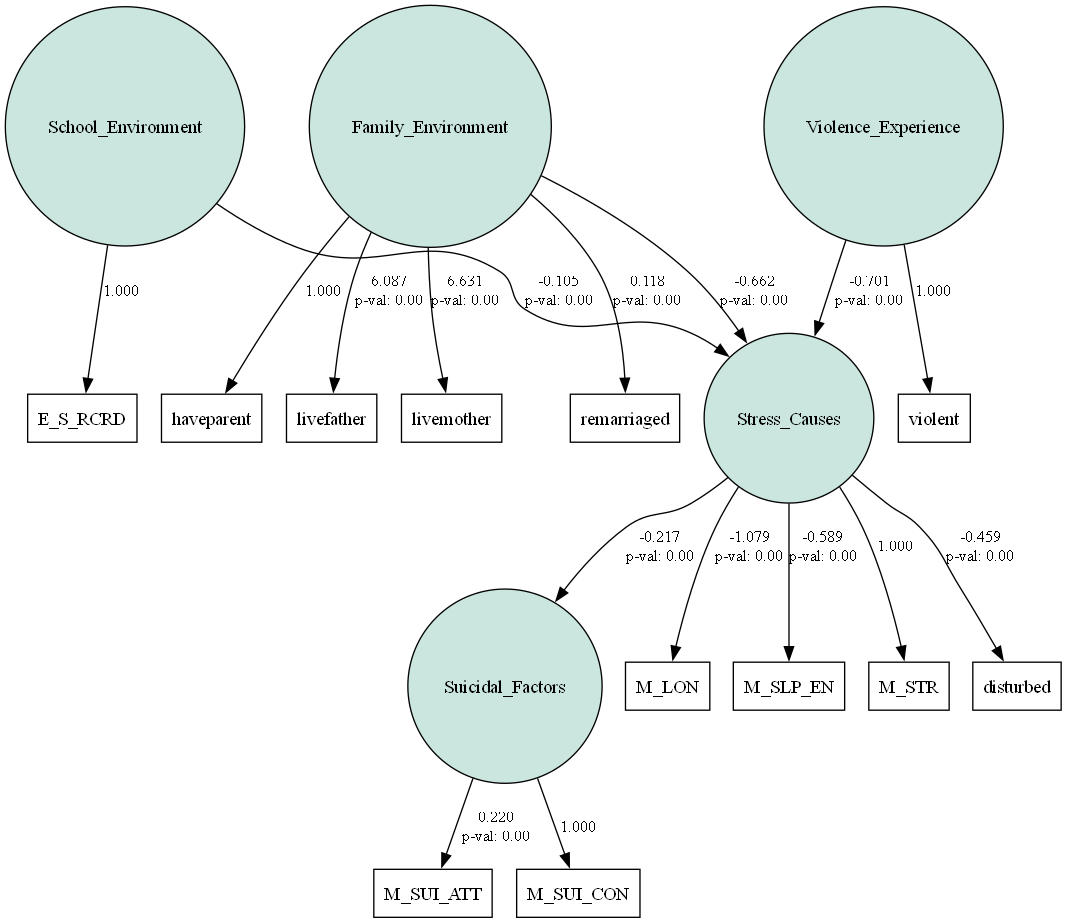 School_Environment
Family_Environment
Violence_Experience
1.000
1.000
6.087
p-val: 0.00
6.631
p-val: 0.00
-0.105
p-val: 0.00
0.118
p-val: 0.00
-0.662
p-val: 0.00
-0.701
p-val: 0.00
1.000
E_S_RCRD
haveparent
livefather
livemother
remarriaged
Stress_Causes
violent
-0.217
p-val: 0.00
-1.079
p-val: 0.00
-0.589
p-val: 0.00
1.000
-0.459
p-val: 0.00
Suicidal_Factors
M_LON
M_SLP_EN
M_STR
disturbed
0.220
p-val: 0.00
1.000
M_SUI_ATT
M_SUI_CON